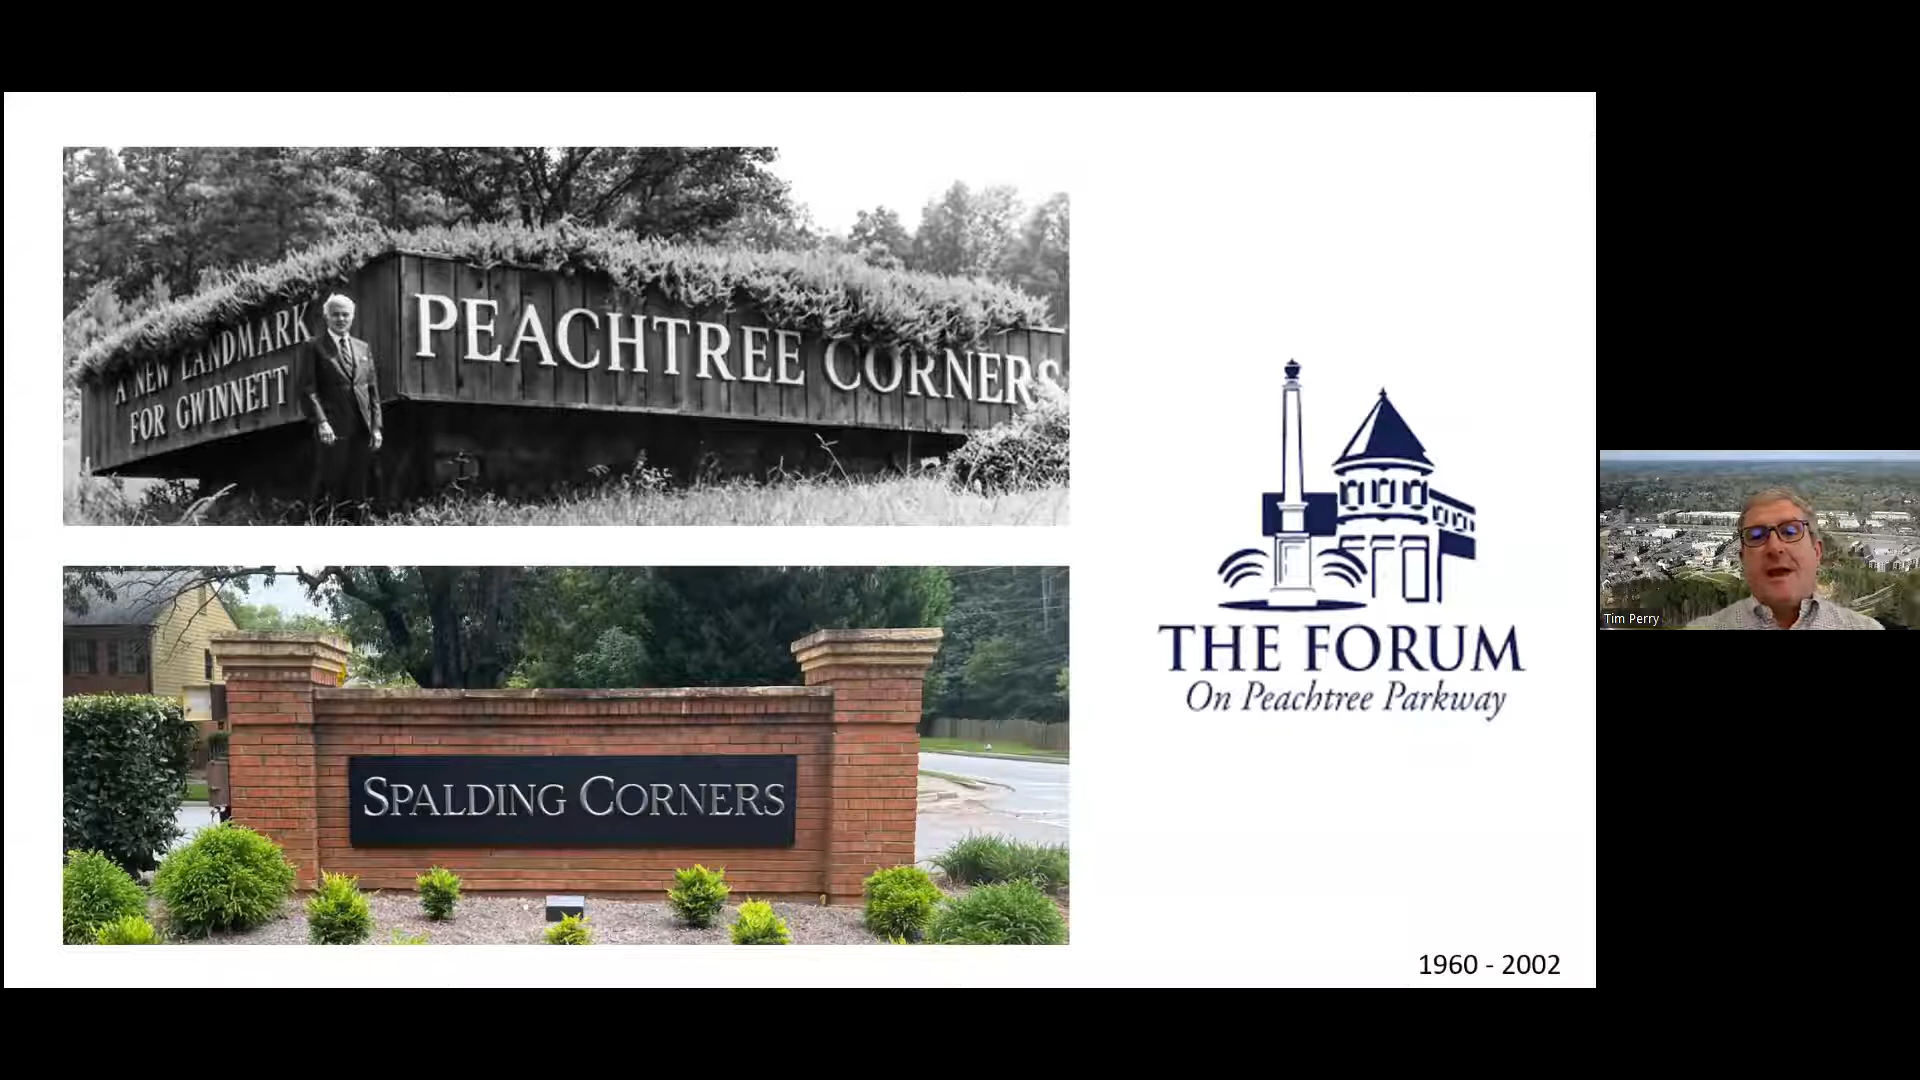 A NEW LANDMARK
FOR GWINNETT
PEACHTREE CORNERS
SPALDING CORNERS
THE FORUM
On Peachtree Parkway
1960 - 2002
Tim Perry